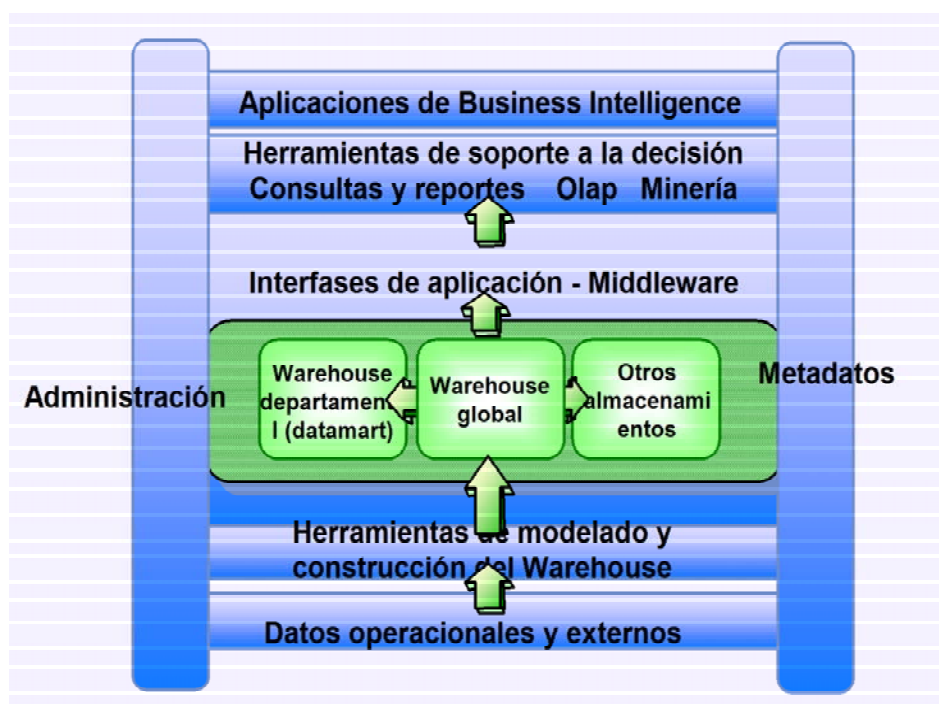 Aplicaciones de Business Intelligence
Herramientas de soporte a la decisión
Consultas y reportes Olap Minería
Interfases de aplicación - Middleware
Administración
Warehouse
departamenta
l (datamart)
Warehouse
global
Otros
almacenami
entos
Metadatos
Herramientas de modelado y
construcción del Warehouse
Datos operacionales y externos